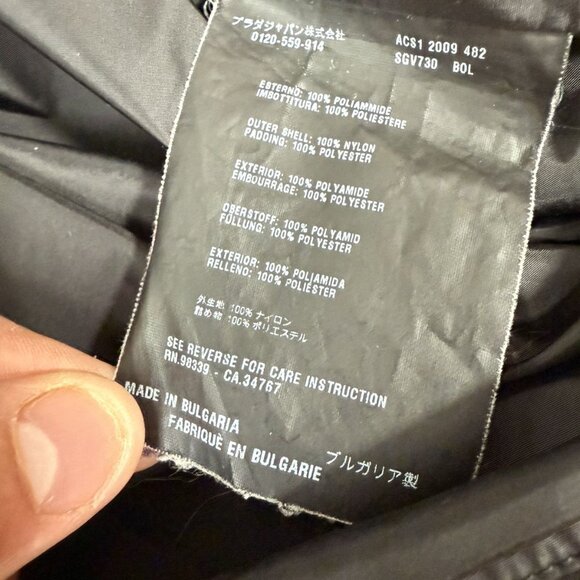 プラダジャパン株式会社
0120-559-914
ACS1 2009 482
SGV730 BOL
ESTERNO: 100% POLIAMMIDE
IMBOTTITURA: 100% POLIESTERE
OUTER SHELL: 100% NYLON
PADDING: 100% POLYESTER
EXTERIOR: 100% POLYAMIDE
EMBOURRAGE: 100% POLYESTER
OBERSTOFF: 100% POLYAMID
FÜLLUNG: 100% POLYESTER
EXTERIOR: 100% POLIAMIDA
RELLENO: 100% POLIÉSTER
外生地 100% ナイロン
詰め物 100% ポリエステル
SEE REVERSE FOR CARE INSTRUCTION
RN.98339 - CA.34767
MADE IN BULGARIA
FABRIQUÉ EN BULGARIE
ブルガリア製